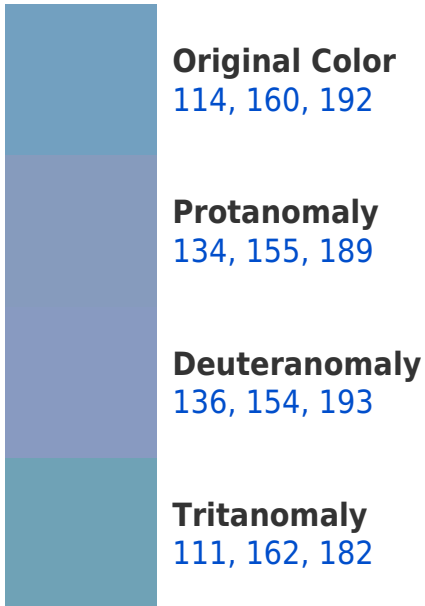 Original Color
114, 160, 192
Protanomaly
134, 155, 189
Deuteranomaly
136, 154, 193
Tritanomaly
111, 162, 182